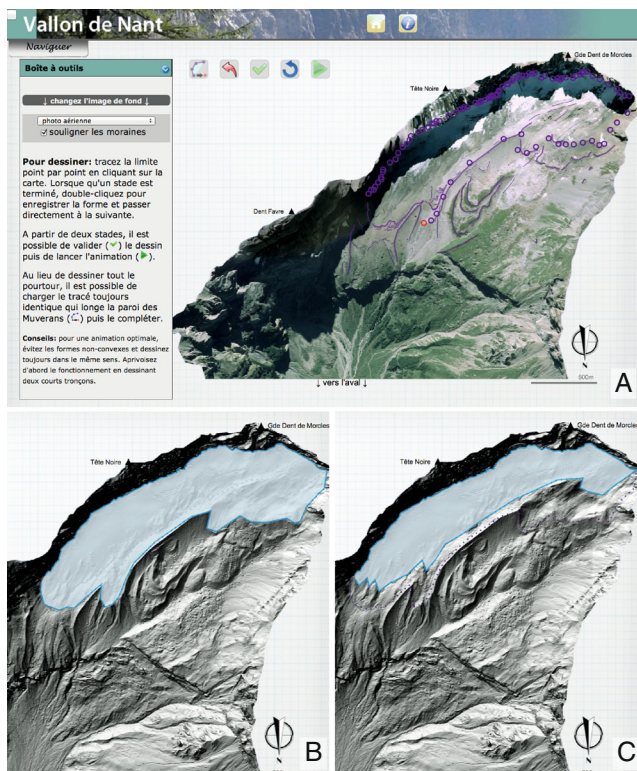 Vallon de Nant
Naviguer
Boîte à outils
↓ changez l'image de fond ↓
photo aérienne
souligner les moraines
Pour dessiner: tracez la limite
point par point en cliquant sur la
carte. Lorsque qu'un stade est
terminé, double-cliquez pour
enregistrer la forme et passer
directement à la suivante.
A partir de deux stades, il est
possible de valider (✓) le dessin
puis de lancer l'animation (▶).
Au lieu de dessiner tout le
pourtour, il est possible de
charger le tracé toujours
identique qui longe la paroi des
Muverans ( ) puis le compléter.
Conseils: pour une animation optimale,
évitez les formes non-convexes et dessinez
toujours dans le même sens. Aprivoisez
d'abord le fonctionnement en dessinant
deux courts tronçons.
Gde Dent de Morcles
Tête Noire
Dent Favre
↓ vers l'aval ↓
500m
A
Gde Dent de Morcles
Tête Noire
B
Gde Dent de Morcles
Tête Noire
C